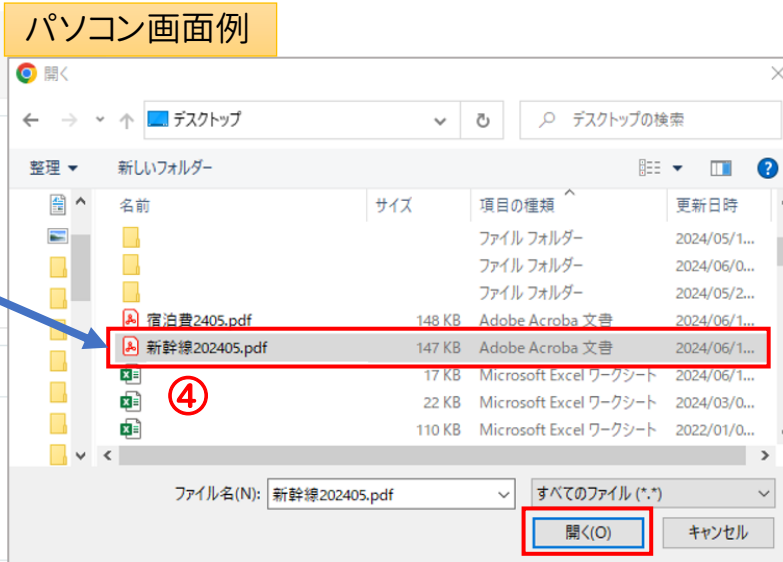 パソコン画面例
開く
デスクトップ
デスクトップの検索
整理 新しいフォルダー
名前 サイズ 項目の種類 更新日時
ファイル フォルダー 2024/05/1...
ファイル フォルダー 2024/06/0...
ファイル フォルダー 2024/05/2...
宿泊費2405.pdf 148 KB Adobe Acroba 文書 2024/06/1...
新幹線202405.pdf 147 KB Adobe Acroba 文書 2024/06/1...
17 KB Microsoft Excel ワークシート 2024/06/1...
④
22 KB Microsoft Excel ワークシート 2024/03/0...
110 KB Microsoft Excel ワークシート 2022/01/0...
ファイル名(N): 新幹線202405.pdf すべてのファイル (*.*)
開く(O) キャンセル